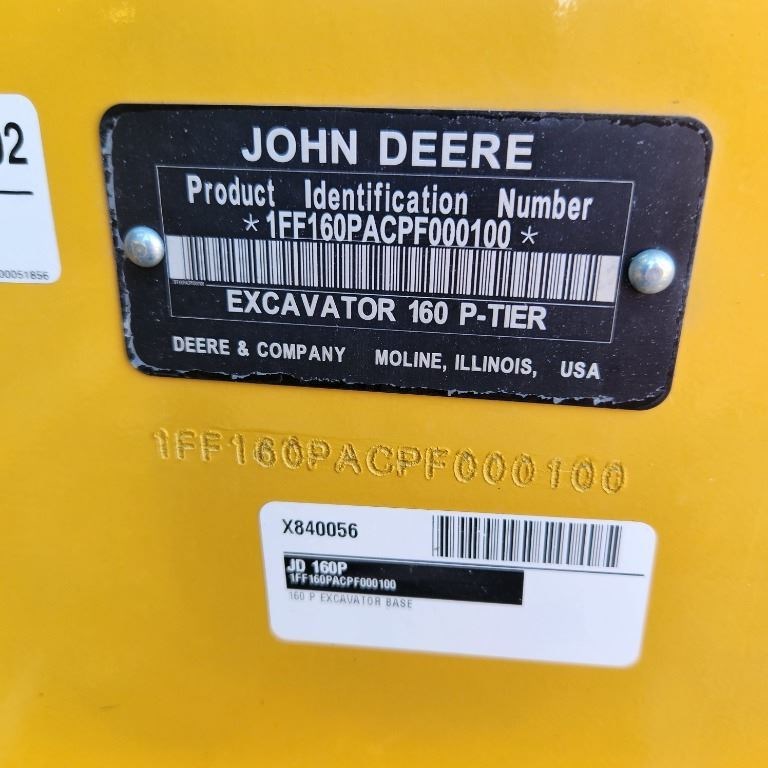 02
00051856
JOHN DEERE
Product Identification Number
*1FF160PACPF000100*
EXCAVATOR 160 P-TIER
DEERE & COMPANY MOLINE, ILLINOIS, USA
1FF160PACPF000100
X840056
JD 160P
1FF160PACPF000100
160 P EXCAVATOR BASE